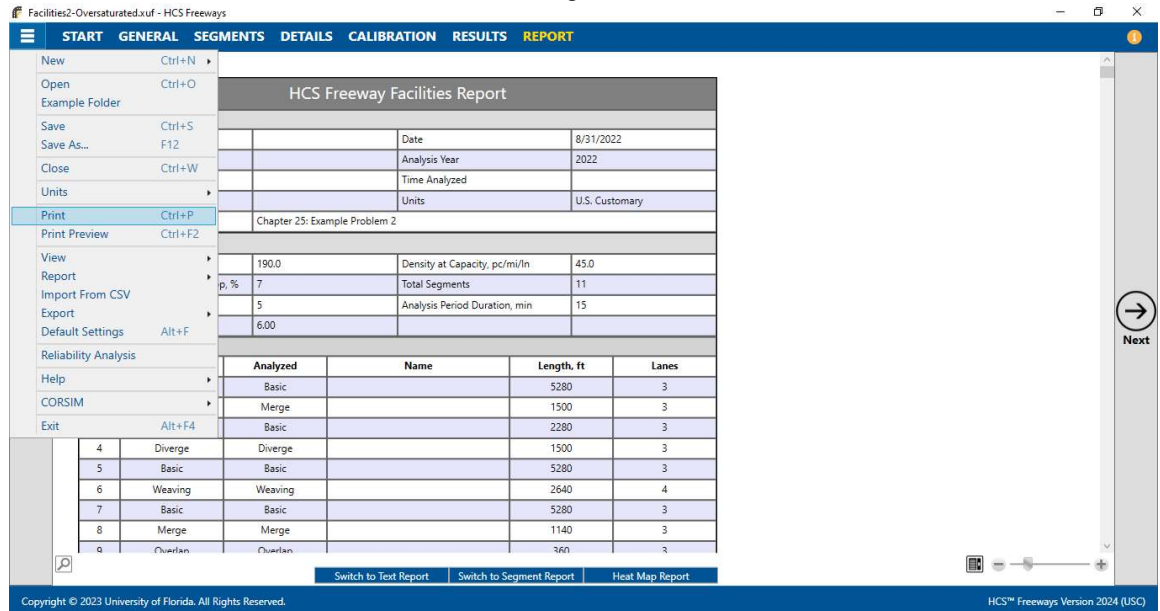 Facilities2-Oversaturated.xuf - HCS Freeways
START GENERAL SEGMENTS DETAILS CALIBRATION RESULTS REPORT
New Ctrl+N
Open Ctrl+O
Example Folder
Save Ctrl+S
Save As... F12
Close Ctrl+W
Units
Print Ctrl+P
Print Preview Ctrl+F2
View
Report
Import From CSV
Export
Default Settings Alt+F
Reliability Analysis
Help
CORSIM
Exit Alt+F4
HCS Freeway Facilities Report
Date 8/31/2022
Analysis Year 2022
Time Analyzed
Units U.S. Customary
Chapter 25: Example Problem 2
190.0 Density at Capacity, pc/mi/ln 45.0
p, % 7 Total Segments 11
5 Analysis Period Duration, min 15
6.00
Analyzed Name Length, ft Lanes
Basic 5280 3
Merge 1500 3
Basic 2280 3
4 Diverge Diverge 1500 3
5 Basic Basic 5280 3
6 Weaving Weaving 2640 4
7 Basic Basic 5280 3
8 Merge Merge 1140 3
9 Overlap Overlap 360 3
Next
Switch to Text Report Switch to Segment Report Heat Map Report
Copyright © 2023 University of Florida. All Rights Reserved. HCS™ Freeways Version 2024 (USC)